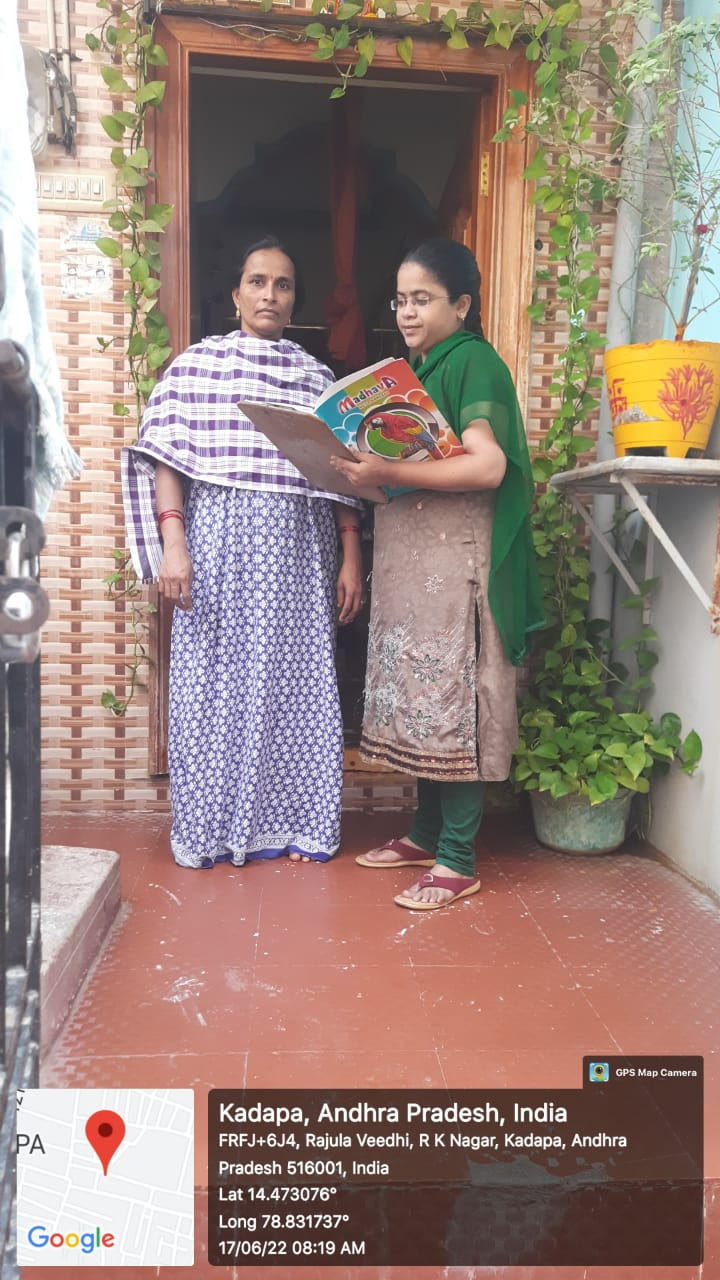 MadhavA
GPS Map Camera
PA
Google
Kadapa, Andhra Pradesh, India
FRFJ+6J4, Rajula Veedhi, R K Nagar, Kadapa, Andhra
Pradesh 516001, India
Lat 14.473076°
Long 78.831737°
17/06/22 08:19 AM